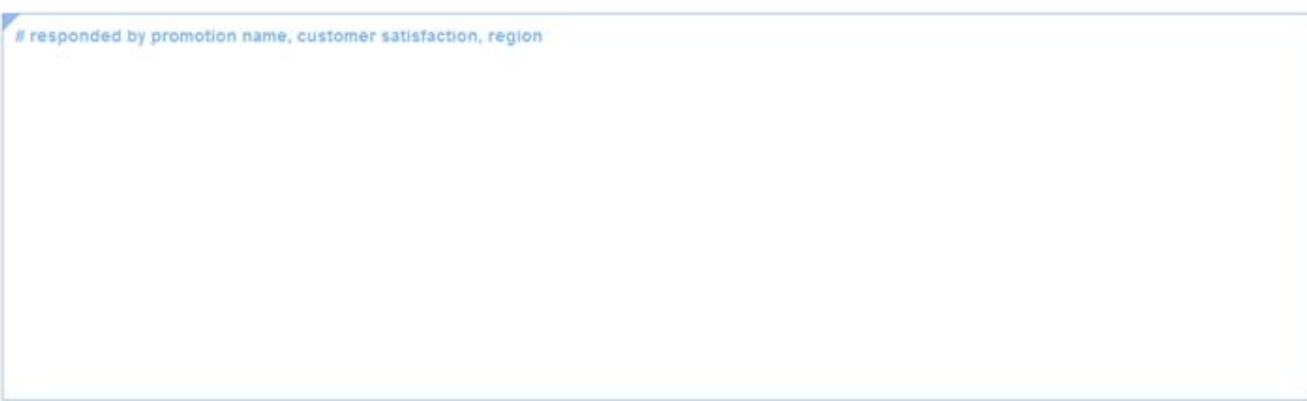 # responded by promotion name, customer satisfaction, region